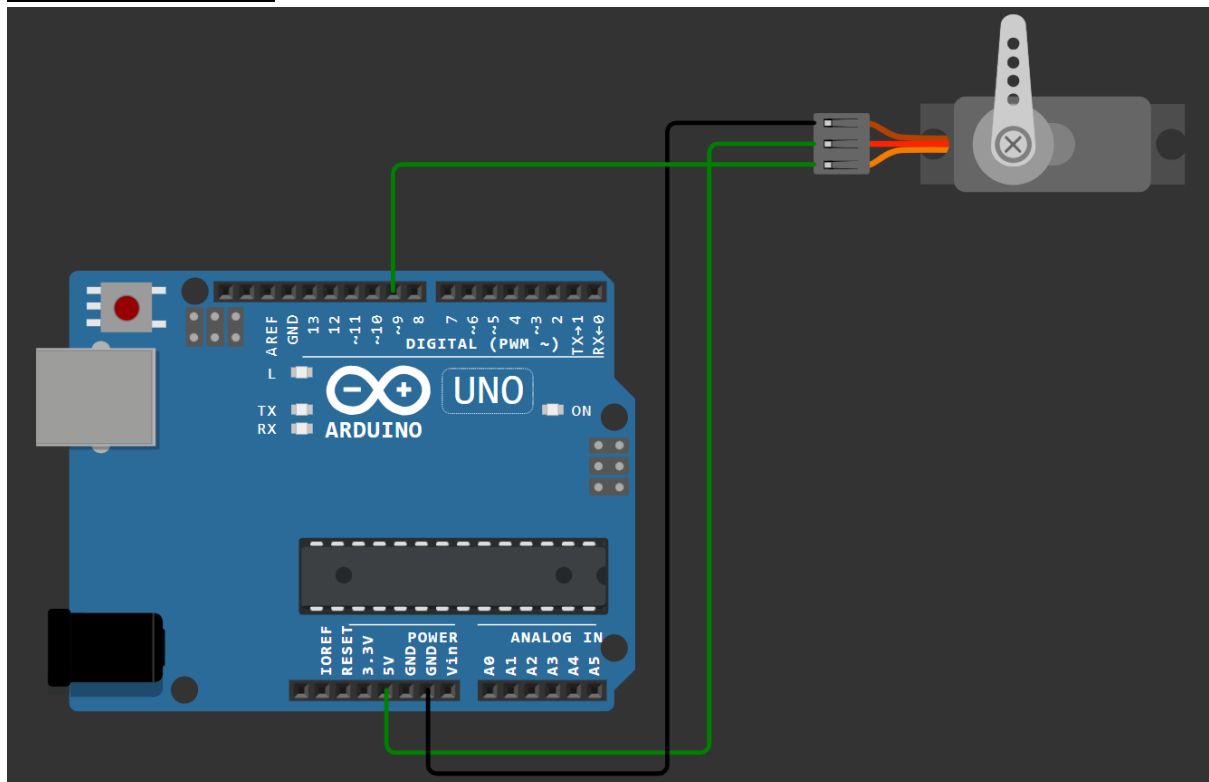 AREF
GND
13
12
~11
~10
~9
8
7
~6
~5
4
~3
2
TX→1
RX←0
DIGITAL (PWM ~)
L
TX
RX
UNO
ON
ARDUINO
IOREF
RESET
3.3V
5V
GND
GND
Vin
POWER
ANALOG IN
A0
A1
A2
A3
A4
A5